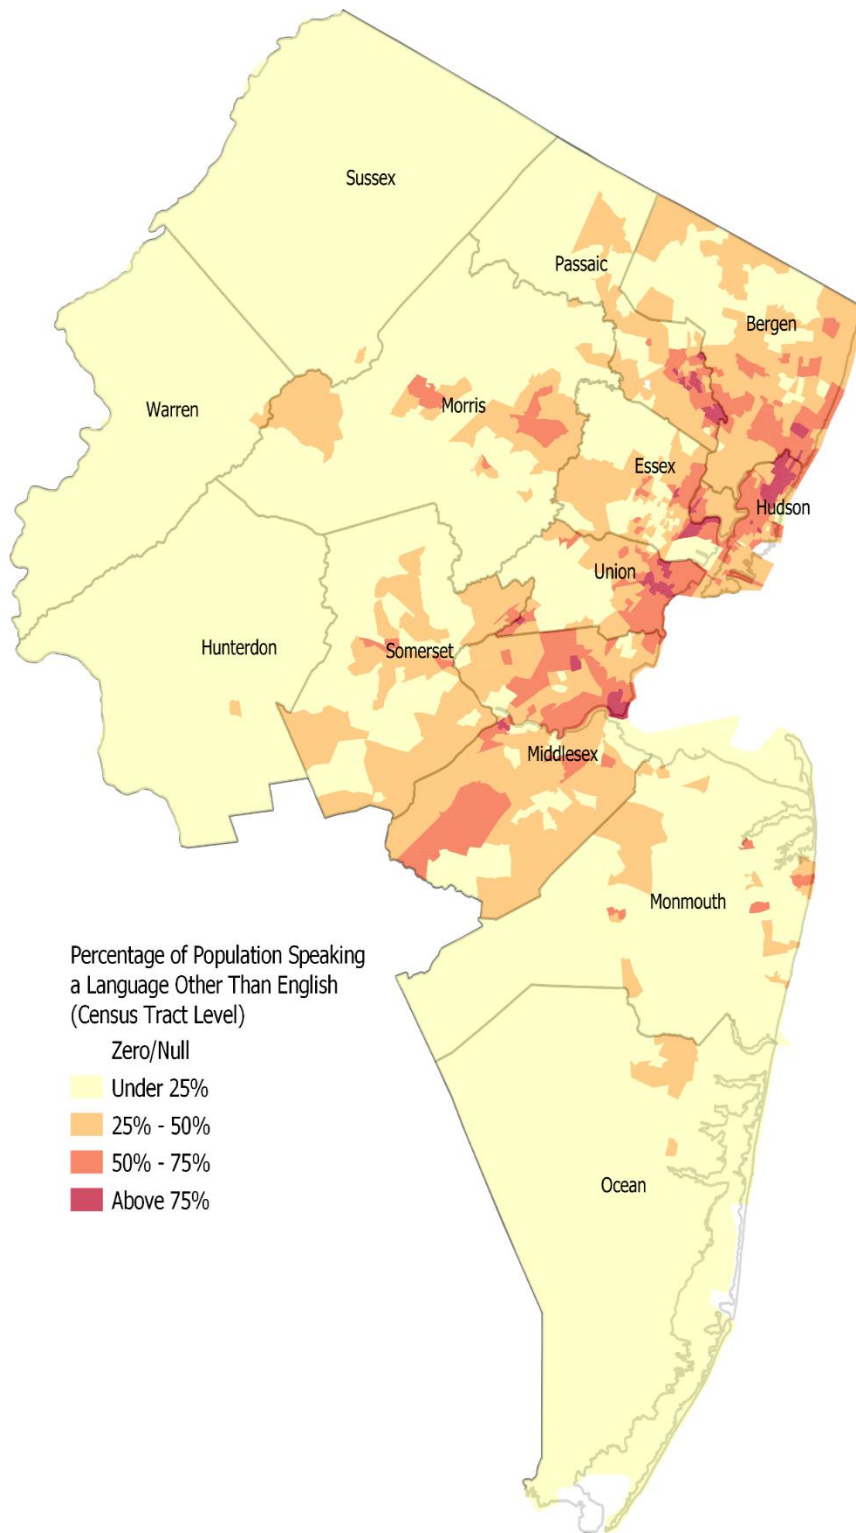 Sussex
Passaic
Bergen
Warren
Morris
Essex
Hudson
Union
Hunterdon
Somerset
Middlesex
Monmouth
Percentage of Population Speaking
a Language Other Than English
(Census Tract Level)
Zero/Null
Under 25%
25% - 50%
50% - 75%
Above 75%
Ocean